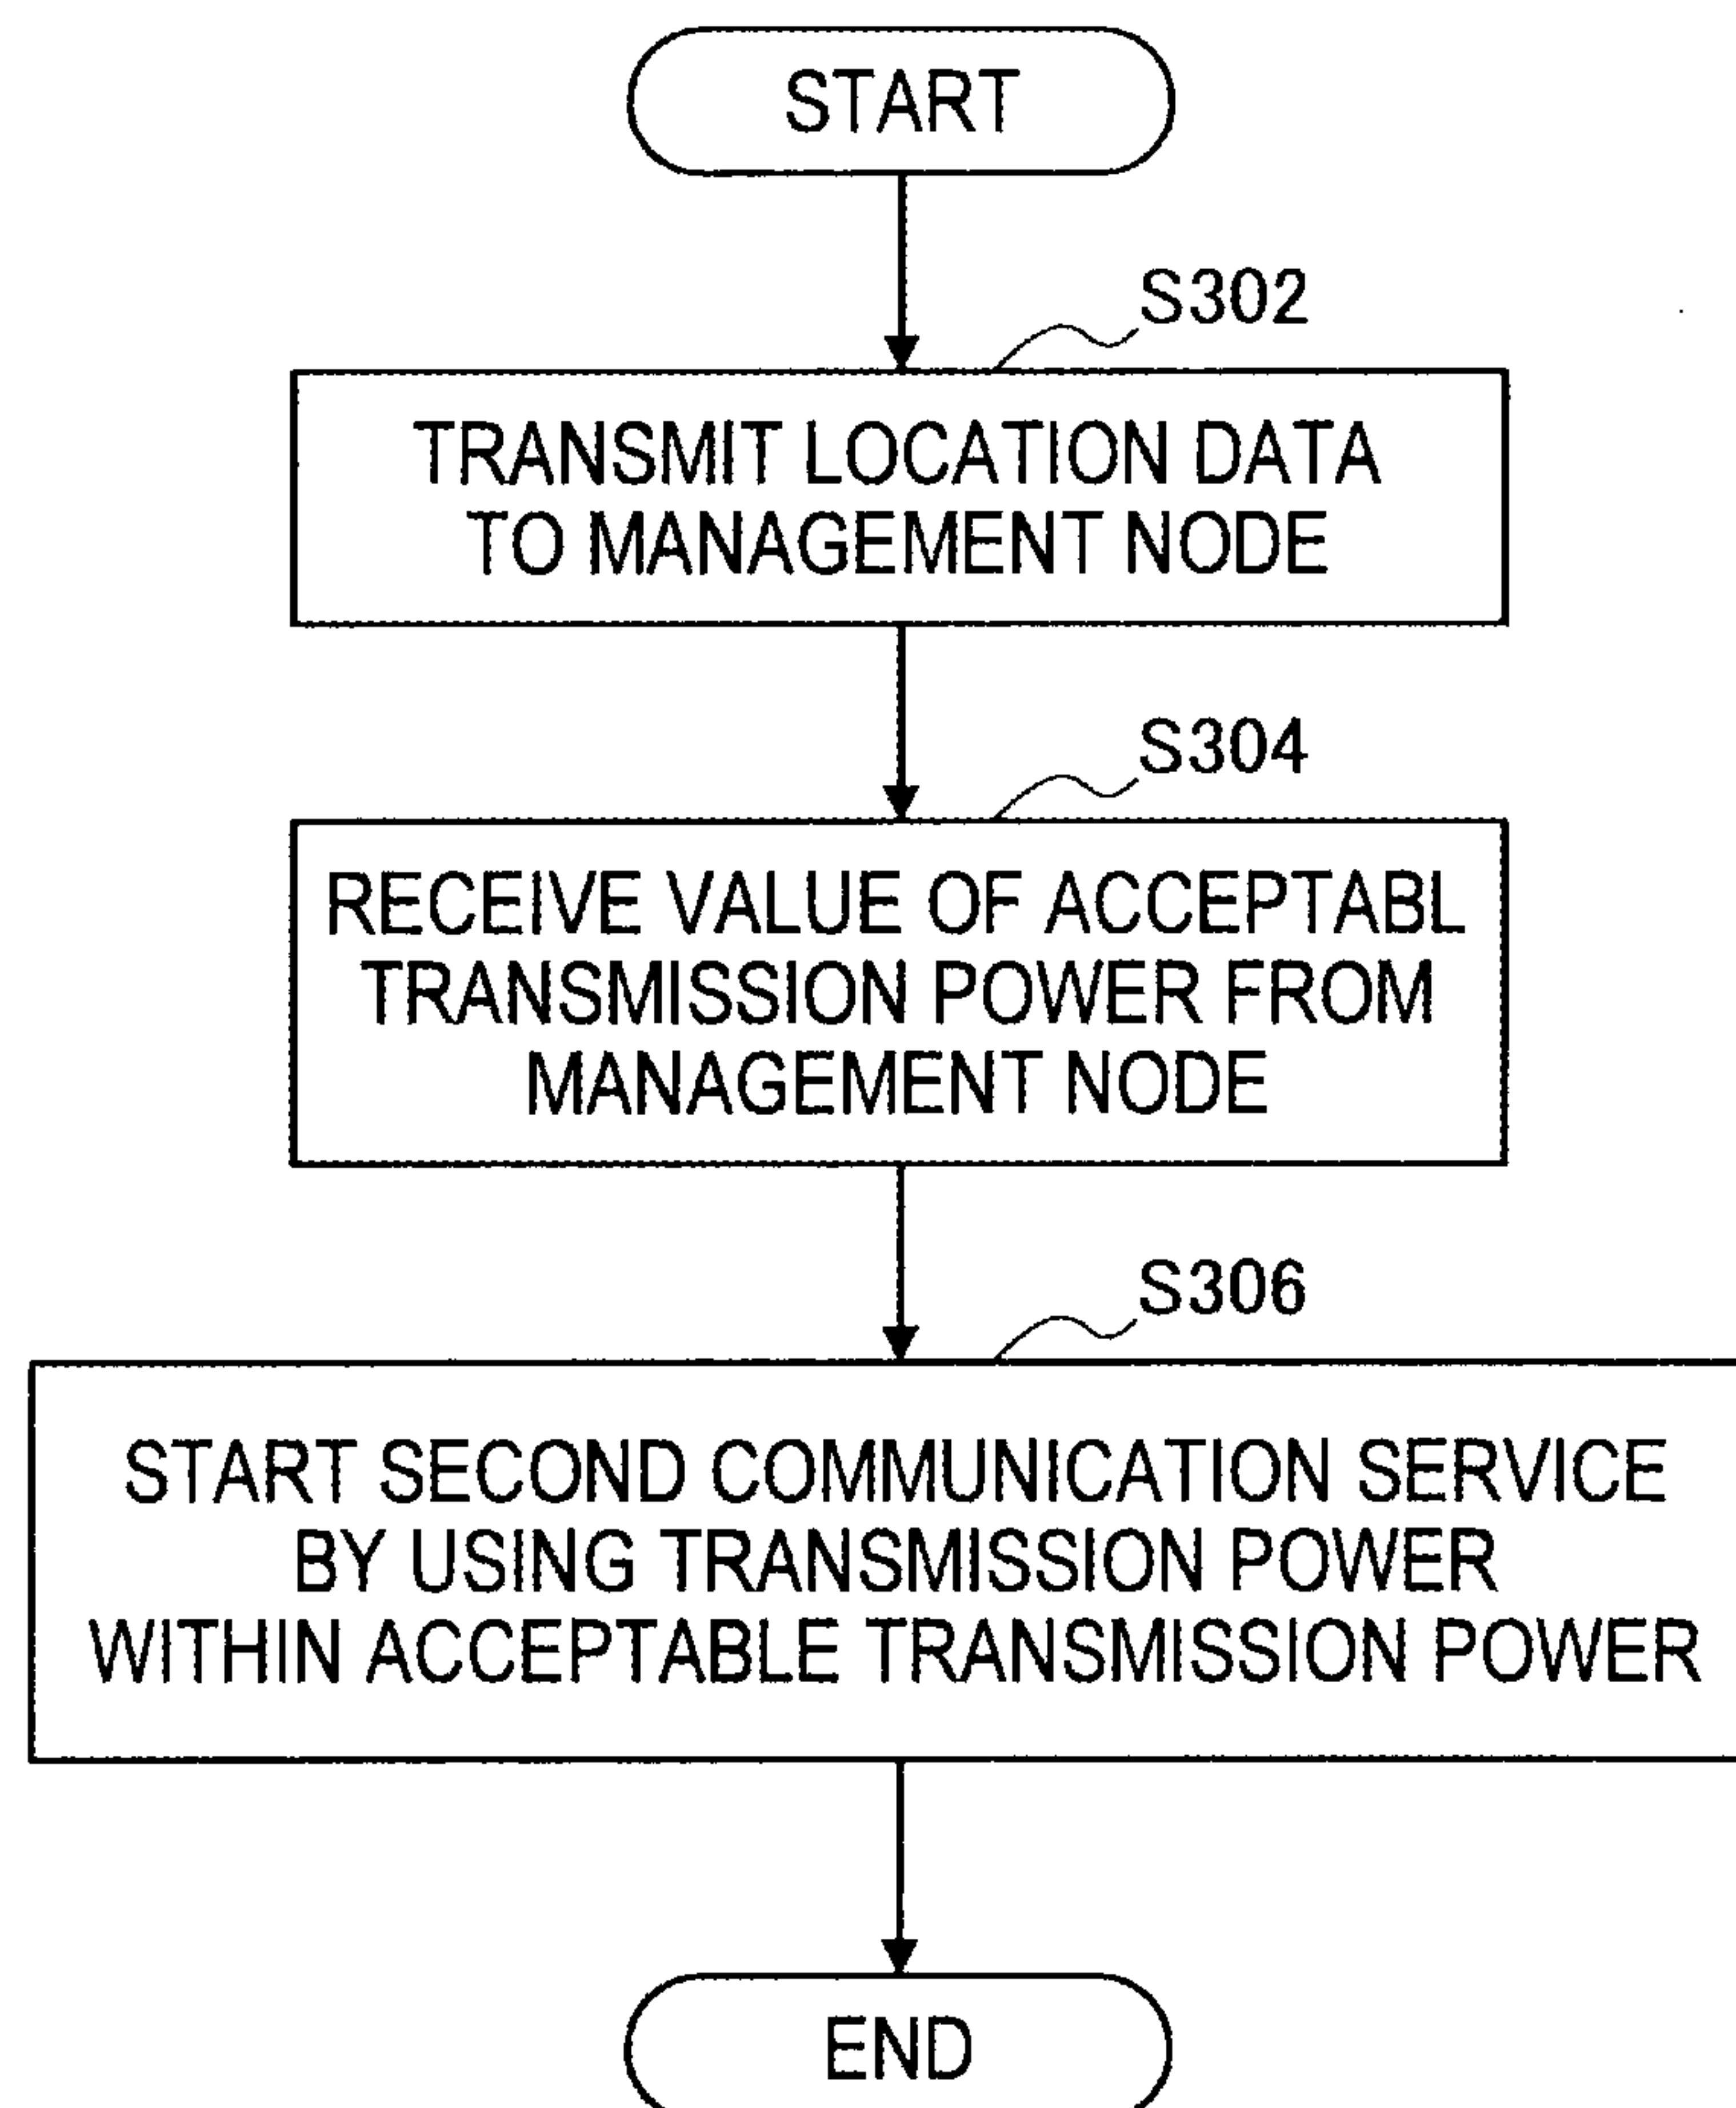 START
S302
TRANSMIT LOCATION DATA
TO MANAGEMENT NODE
S304
RECEIVE VALUE OF ACCEPTABL
TRANSMISSION POWER FROM
MANAGEMENT NODE
S306
START SECOND COMMUNICATION SERVICE
BY USING TRANSMISSION POWER
WITHIN ACCEPTABLE TRANSMISSION POWER
END